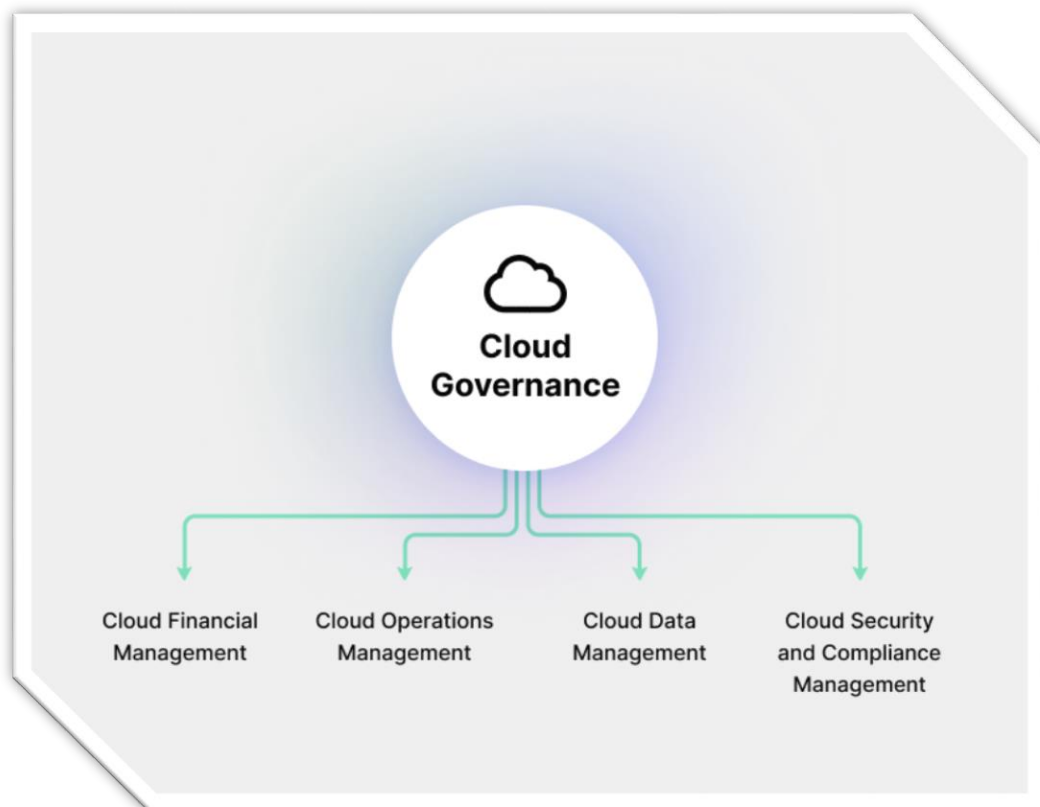 Cloud
Governance
Cloud Financial
Management
Cloud Operations
Management
Cloud Data
Management
Cloud Security
and Compliance
Management